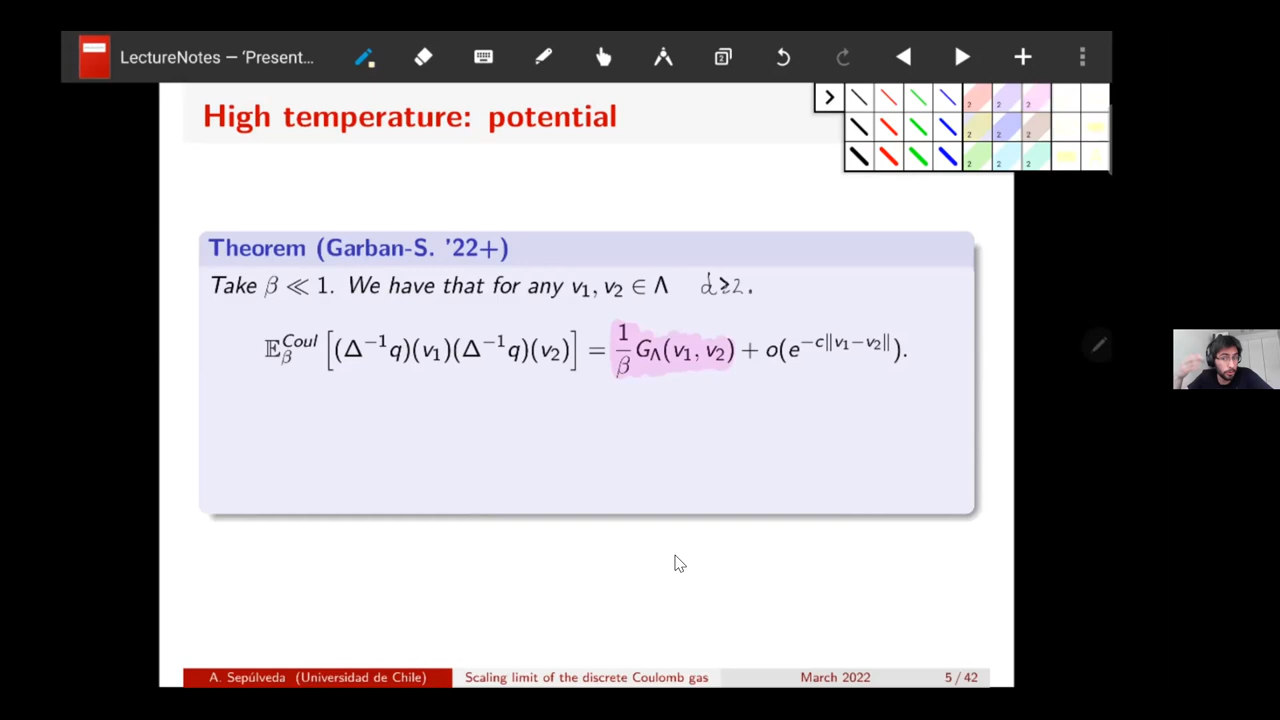 LectureNotes – ‘Present...
High temperature: potential
Theorem (Garban-S. ’22+)
Take β ≪ 1. We have that for any v₁, v₂ ∈ Λ d≥2.
𝔼^{Coul}_β [(Δ⁻¹q)(v₁)(Δ⁻¹q)(v₂)] = 1/β G_Λ(v₁, v₂) + o(e^{−c‖v₁−v₂‖}).
A. Sepúlveda (Universidad de Chile) Scaling limit of the discrete Coulomb gas March 2022 5 / 42